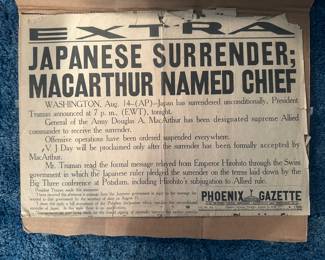 EXTRA
JAPANESE SURRENDER;
MACARTHUR NAMED CHIEF
WASHINGTON, Aug. 14—(AP)—Japan has surrendered unconditionally, President
Truman announced at 7 p. m., (EWT), tonight.
General of the Army Douglas A. MacArthur has been designated supreme Allied
commander to receive the surrender.
Offensive operations have been ordered suspended everywhere.
V. J Day will be proclaimed only after the surrender has been formally accepted by
MacArthur.
Mr. Truman read the formal message relayed from Emperor Hirohito through the Swiss
government in which the Japanese ruler pledged the surrender on the terms laid down by the
Big Three conference at Potsdam, including Hirohito's subjugation to Allied rule.
President Truman made this statement:
PHOENIX GAZETTE